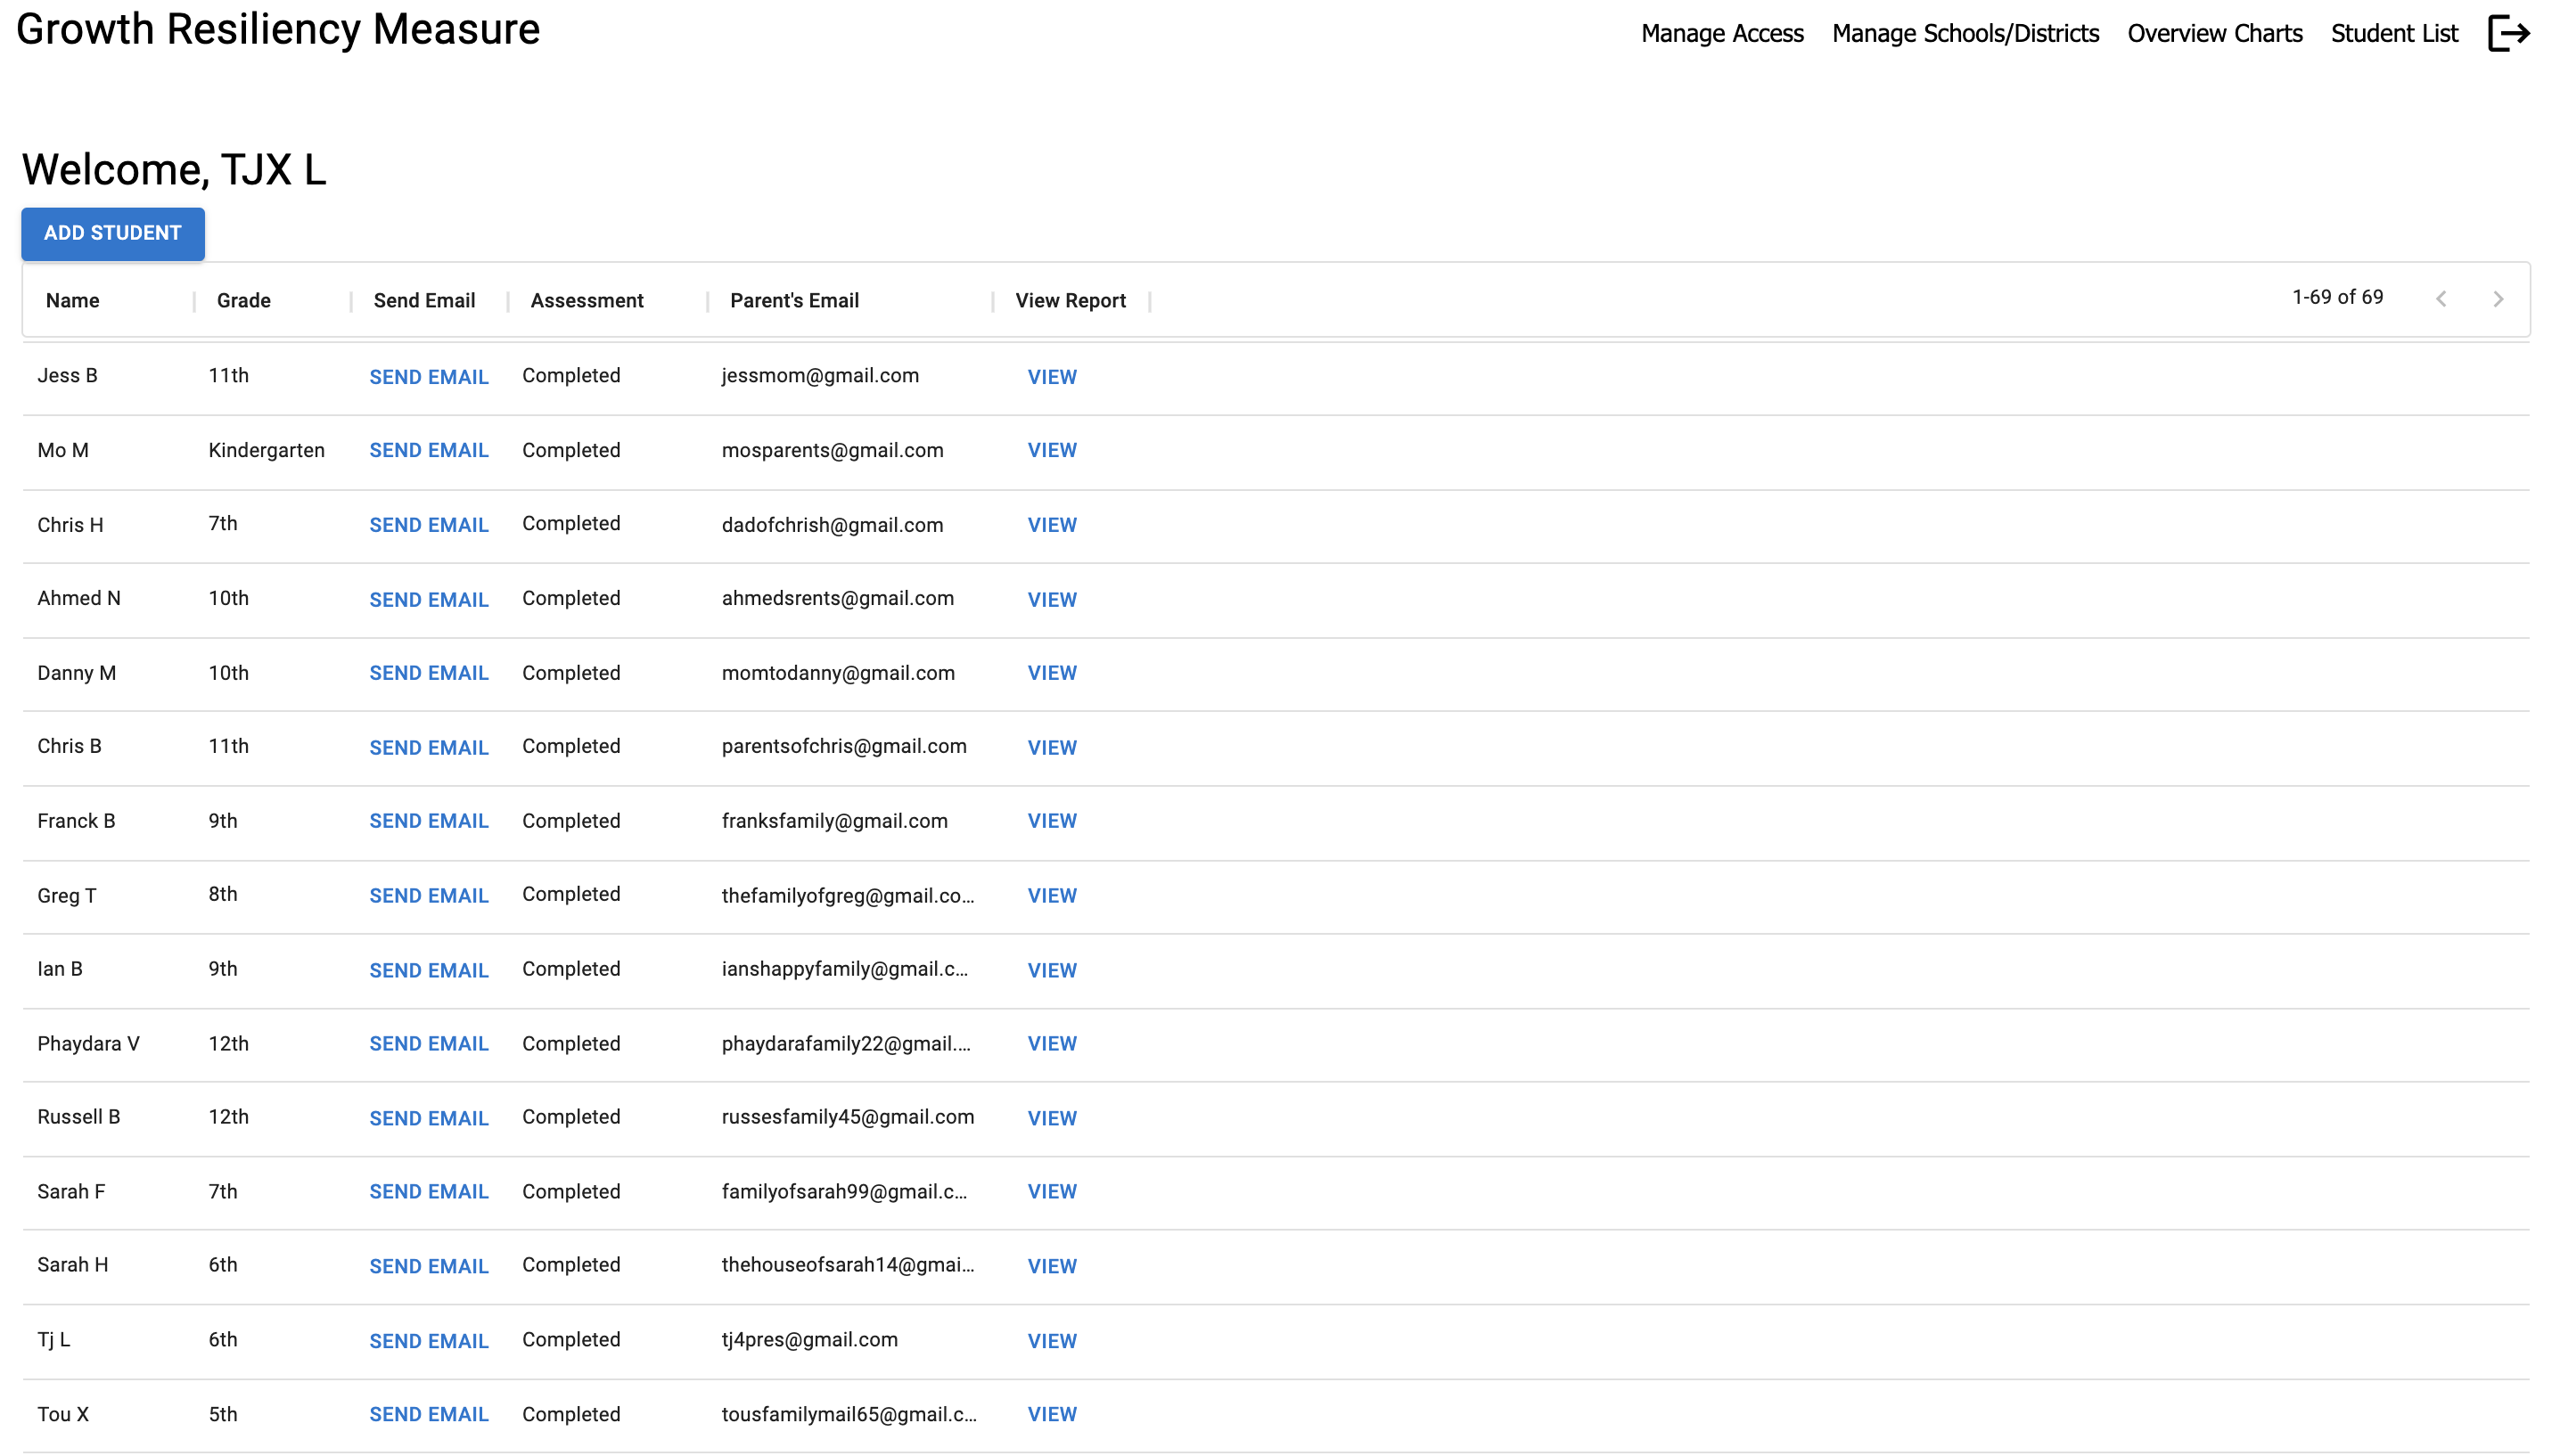 Growth Resiliency Measure Manage Access Manage Schools/Districts Overview Charts Student List
Welcome, TJX L
ADD STUDENT
Name Grade Send Email Assessment Parent's Email View Report 1-69 of 69
Jess B 11th SEND EMAIL Completed jessmom@gmail.com VIEW
Mo M Kindergarten SEND EMAIL Completed mosparents@gmail.com VIEW
Chris H 7th SEND EMAIL Completed dadofchrish@gmail.com VIEW
Ahmed N 10th SEND EMAIL Completed ahmedsrents@gmail.com VIEW
Danny M 10th SEND EMAIL Completed momtodanny@gmail.com VIEW
Chris B 11th SEND EMAIL Completed parentsofchris@gmail.com VIEW
Franck B 9th SEND EMAIL Completed franksfamily@gmail.com VIEW
Greg T 8th SEND EMAIL Completed thefamilyofgreg@gmail.co... VIEW
Ian B 9th SEND EMAIL Completed ianshappyfamily@gmail.c... VIEW
Phaydara V 12th SEND EMAIL Completed phaydarafamily22@gmail.... VIEW
Russell B 12th SEND EMAIL Completed russesfamily45@gmail.com VIEW
Sarah F 7th SEND EMAIL Completed familyofsarah99@gmail.c... VIEW
Sarah H 6th SEND EMAIL Completed thehouseofsarah14@gmai... VIEW
Tj L 6th SEND EMAIL Completed tj4pres@gmail.com VIEW
Tou X 5th SEND EMAIL Completed tousfamilymail65@gmail.c... VIEW